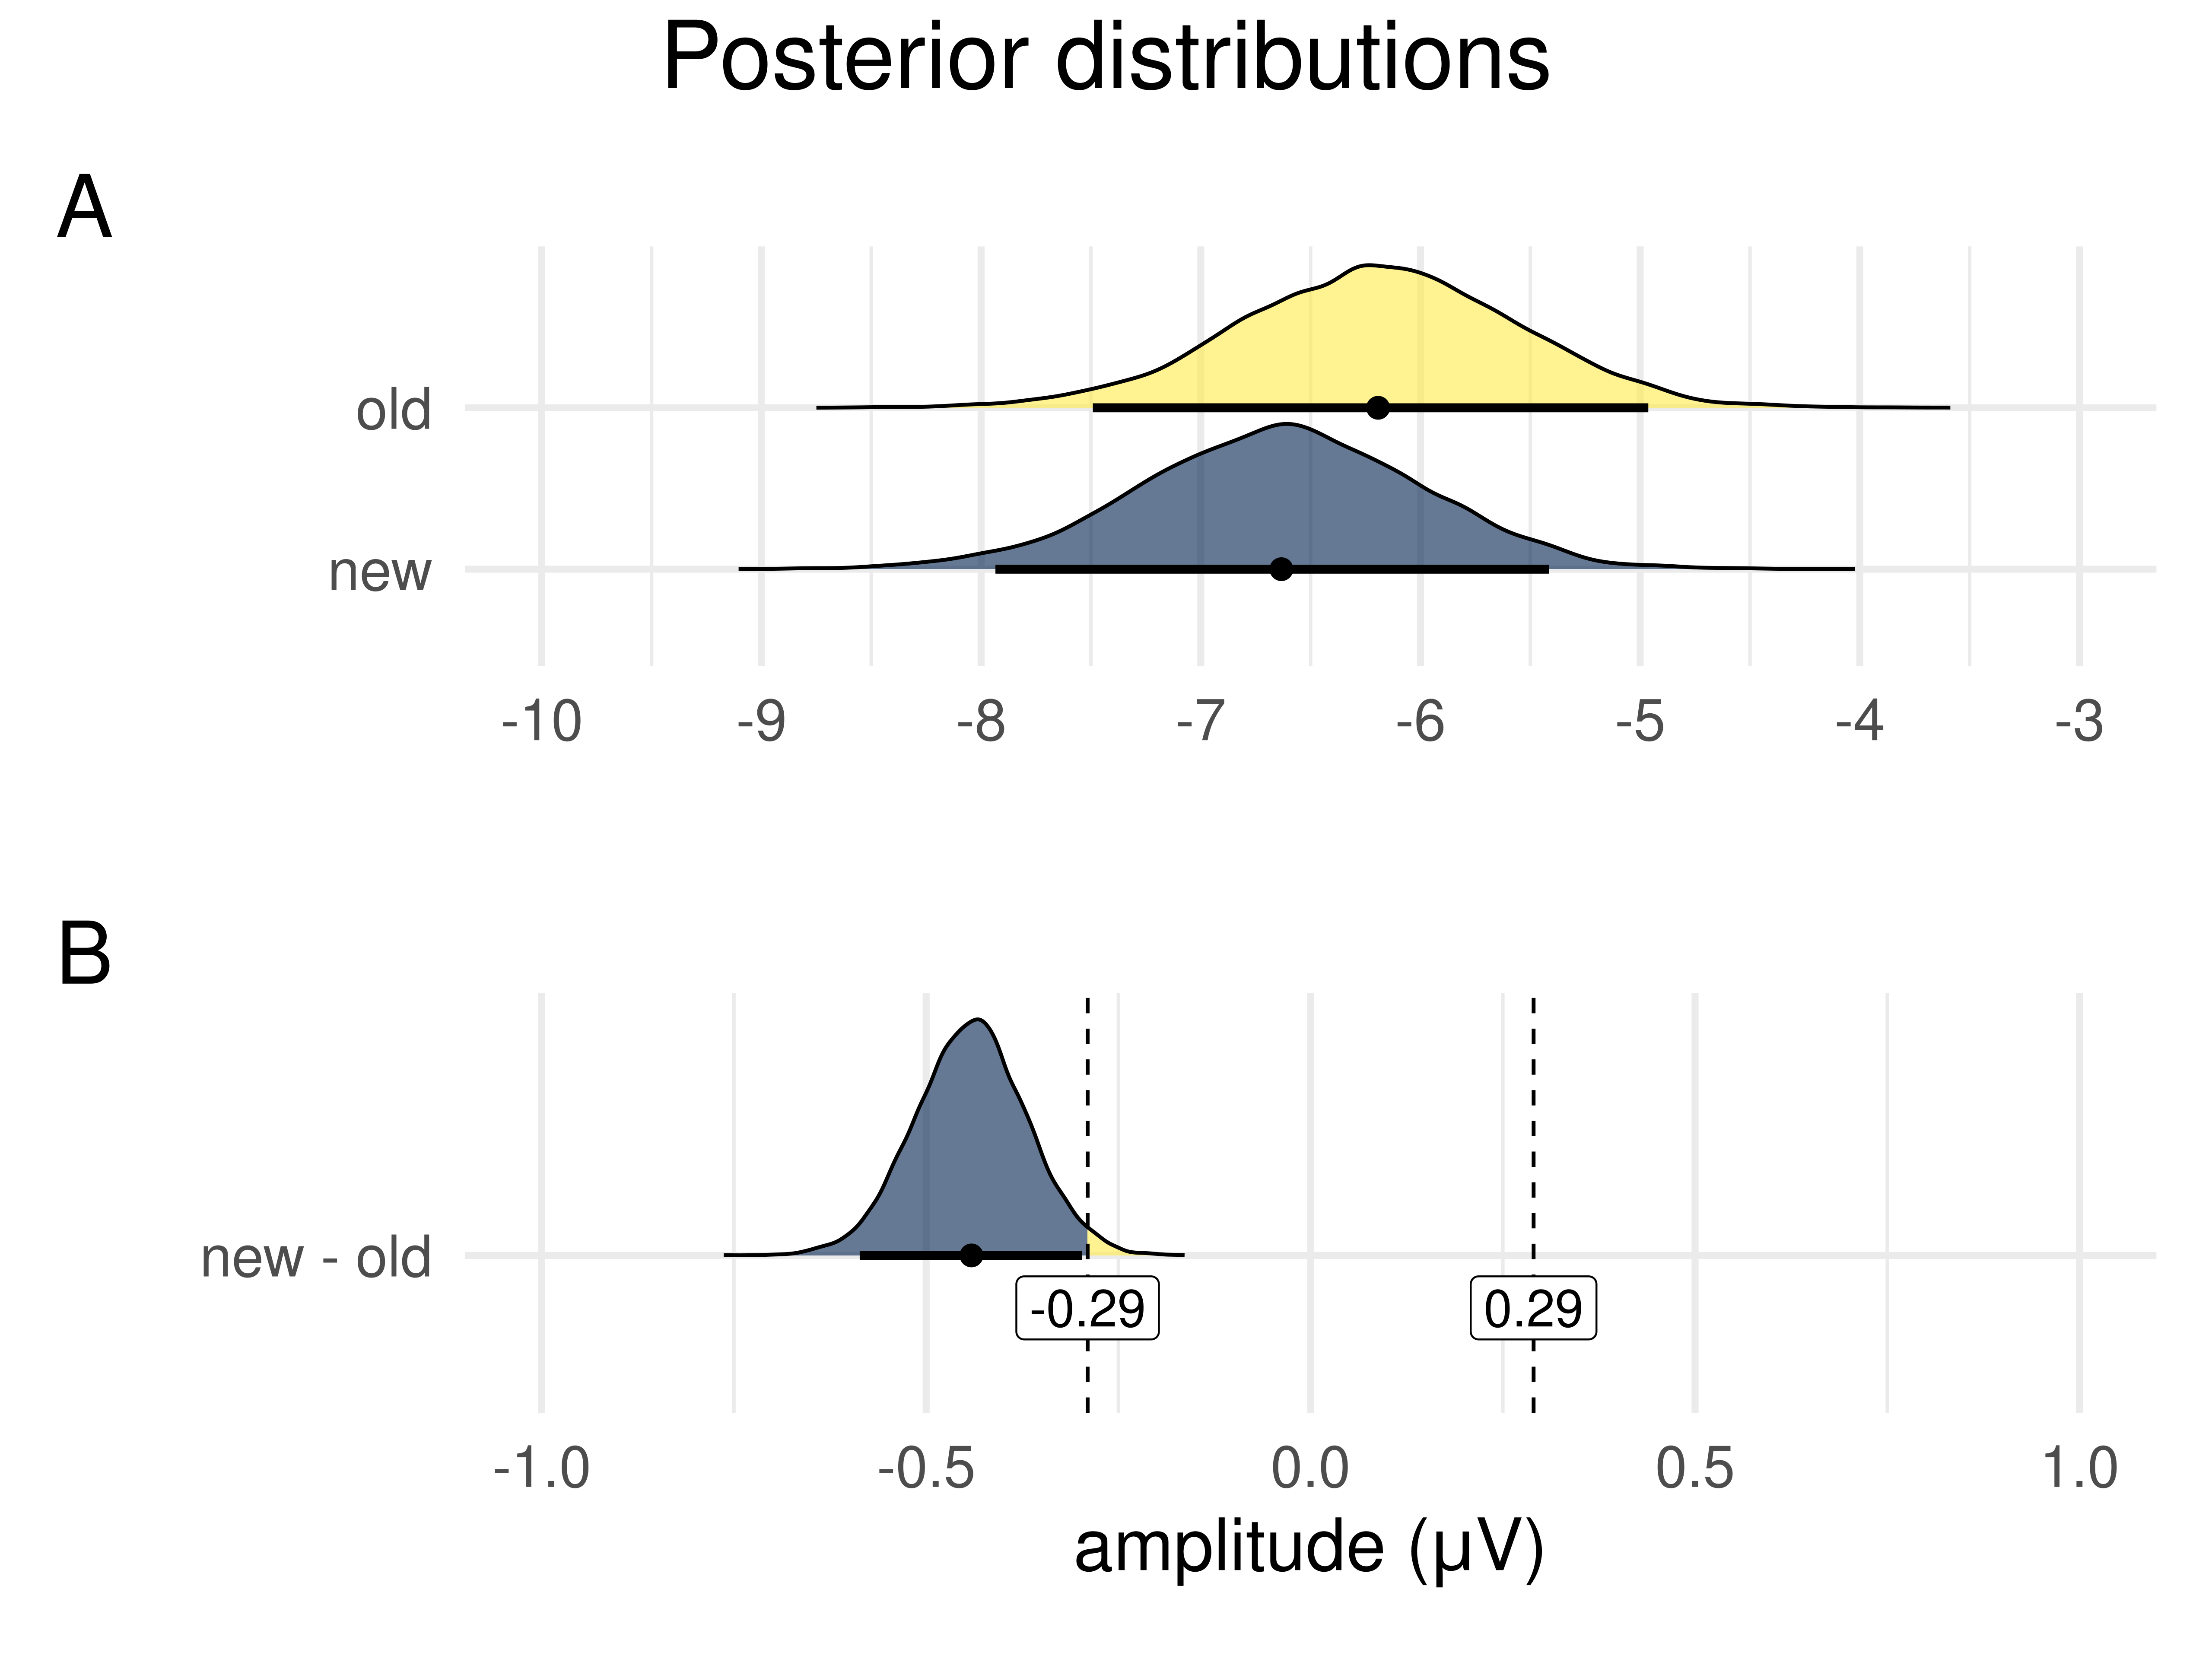 Posterior distributions
A
old
new
-10 -9 -8 -7 -6 -5 -4 -3
B
new - old
-0.29 0.29
-1.0 -0.5 0.0 0.5 1.0
amplitude (µV)